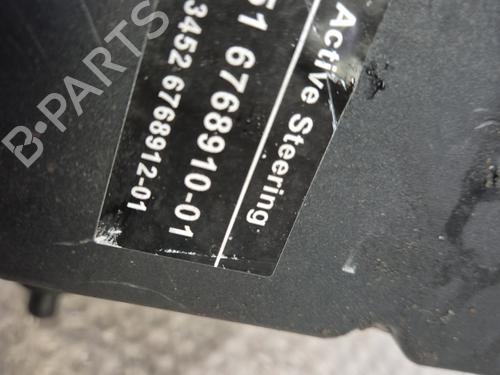 Active Steering
51 6768910-01
3452 6768912-01
B-PARTS